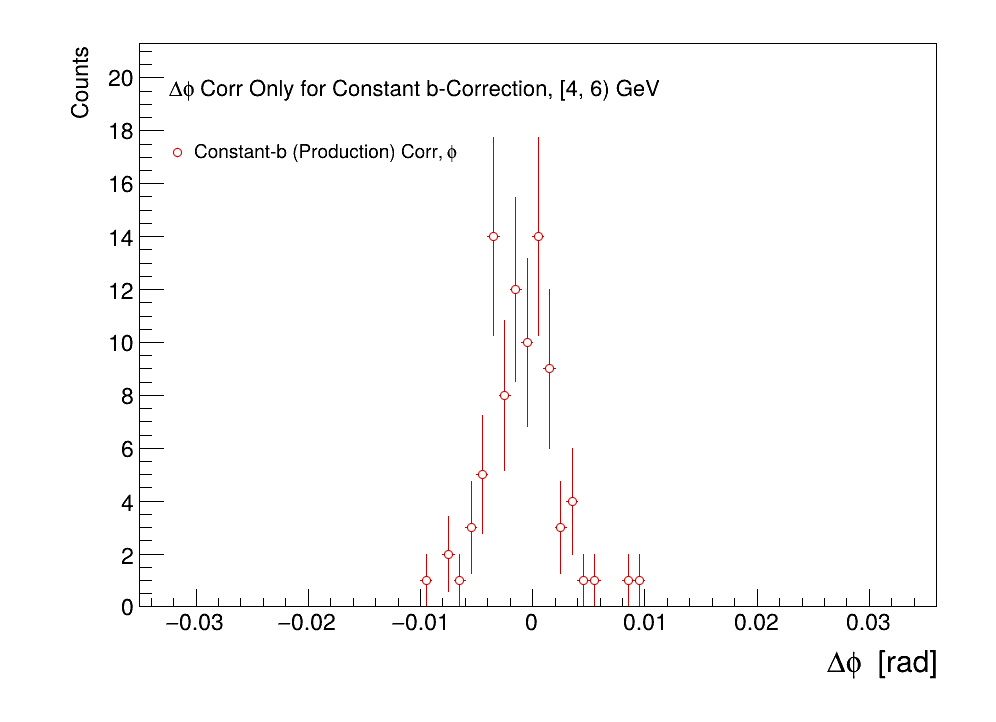 Counts
20
18
16
14
12
10
8
6
4
2
0
Δϕ Corr Only for Constant b-Correction, [4, 6) GeV
Constant-b (Production) Corr, ϕ
−0.03 −0.02 −0.01 0 0.01 0.02 0.03
Δϕ [rad]